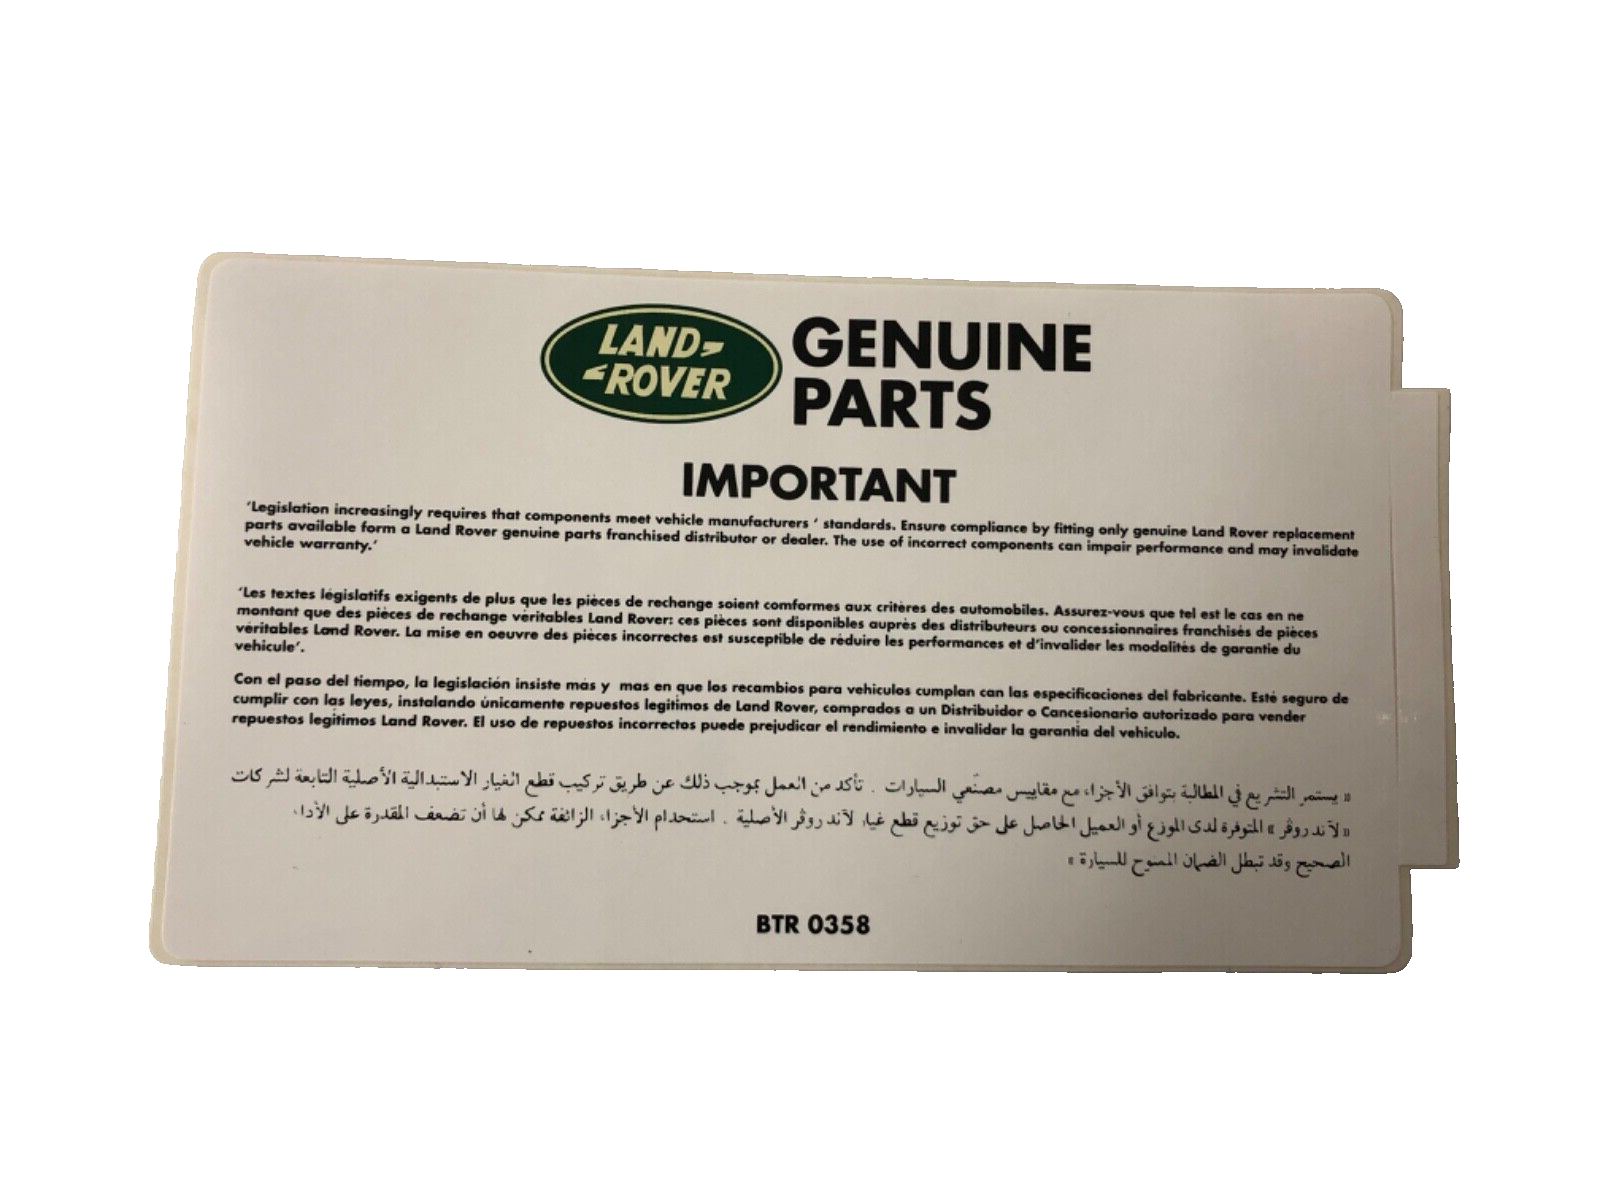 LAND
ROVER
GENUINE
PARTS
IMPORTANT
'Legislation increasingly requires that components meet vehicle manufacturers ' standards. Ensure compliance by fitting only genuine Land Rover replacement
parts available form a Land Rover genuine parts franchised distributor or dealer. The use of incorrect components can impair performance and may invalidate
vehicle warranty.'
'Les textes législatifs exigents de plus que les pièces de rechange soient comformes aux critères des automobiles. Assurez-vous que tel est le cas en ne
montant que des pièces de rechange véritables Land Rover: ces pièces sont disponibles auprès des distributeurs ou concessionnaires franchisés de pièces
véritables Land Rover. La mise en oeuvre des pièces incorrectes est susceptible de réduire les performances et d'invalider les modalités de garantie du
vehicule'.
Con el paso del tiempo, la legislación insiste más y mas en que los recambios para vehiculos cumplan can las especificaciones del fabricante. Esté seguro de
cumplir con las leyes, instalando únicamente repuestos legitimos de Land Rover, comprados a un Distribuidor o Cancesionario autorizado para vender
repuestos legitimos Land Rover. El uso de repuestos incorrectos puede prejudicar el rendimiento e invalidar la garantia del vehiculo.
« يستمر التشريع في المطالبة بتوافق الأجزاء مع مقاييس مصنّعي السيارات . تأكد من العمل بموجب ذلك عن طريق تركيب قطع الغيار الاستبدالية الأصلية التابعة لشركات
«لاند روڤر» المتوفرة لدى الموزع أو العميل الحاصل على حق توزيع قطع غيار لاند روڤر الأصلية . استخدام الأجزاء الزائفة يمكن لها أن تضعف المقدرة على الأداء
الصحيح وقد تبطل الضمان الممنوح للسيارة »
BTR 0358